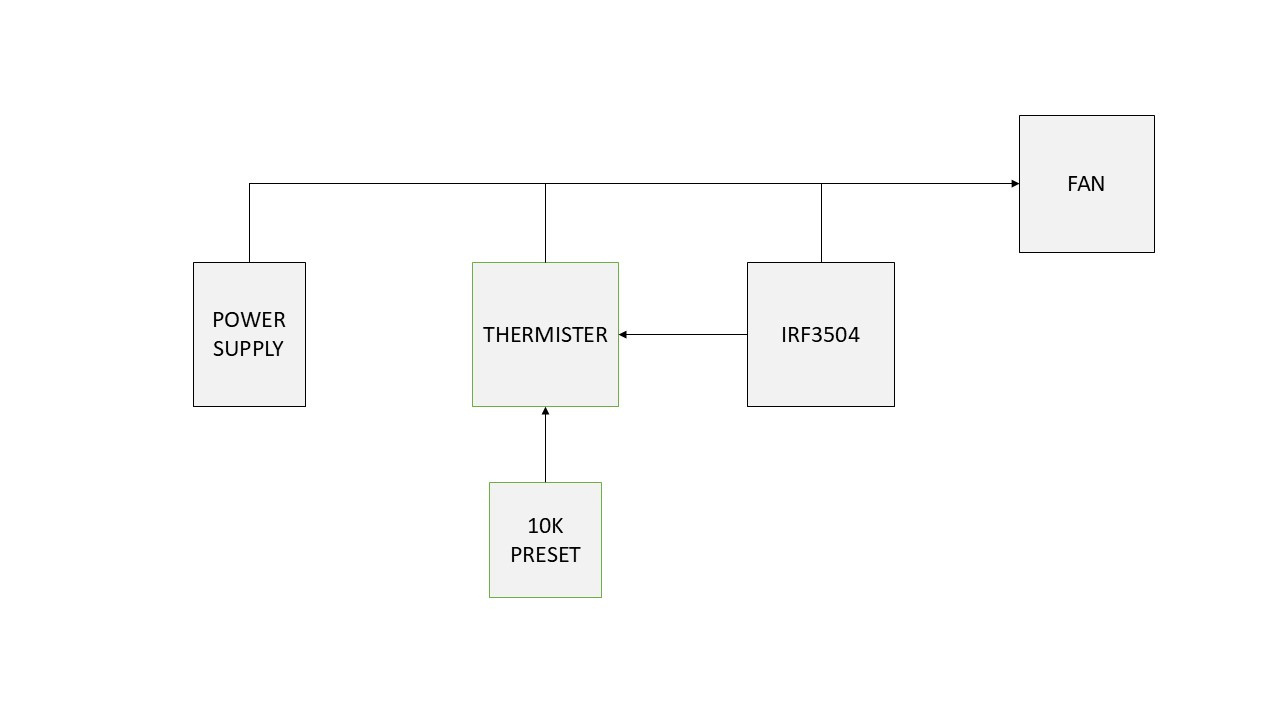 FAN
POWER
SUPPLY
THERMISTER
IRF3504
10K
PRESET